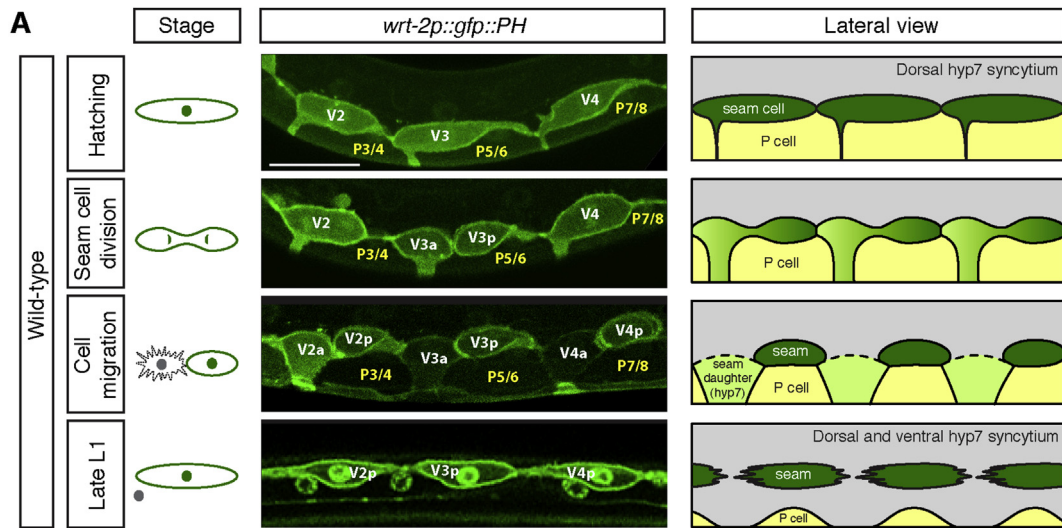 A
Stage
wrt-2p::gfp::PH
Lateral view
Wild-type
Hatching
V2
V3
V4
P3/4
P5/6
P7/8
Dorsal hyp7 syncytium
seam cell
P cell
Seam cell
division
V2
V3a
V3p
V4
P3/4
P5/6
P7/8
P cell
Cell
migration
V2a
V2p
V3a
V3p
V4a
V4p
P3/4
P5/6
P7/8
seam
seam
daughter
(hyp7)
P cell
Late L1
V2p
V3p
V4p
Dorsal and ventral hyp7 syncytium
seam
P cell